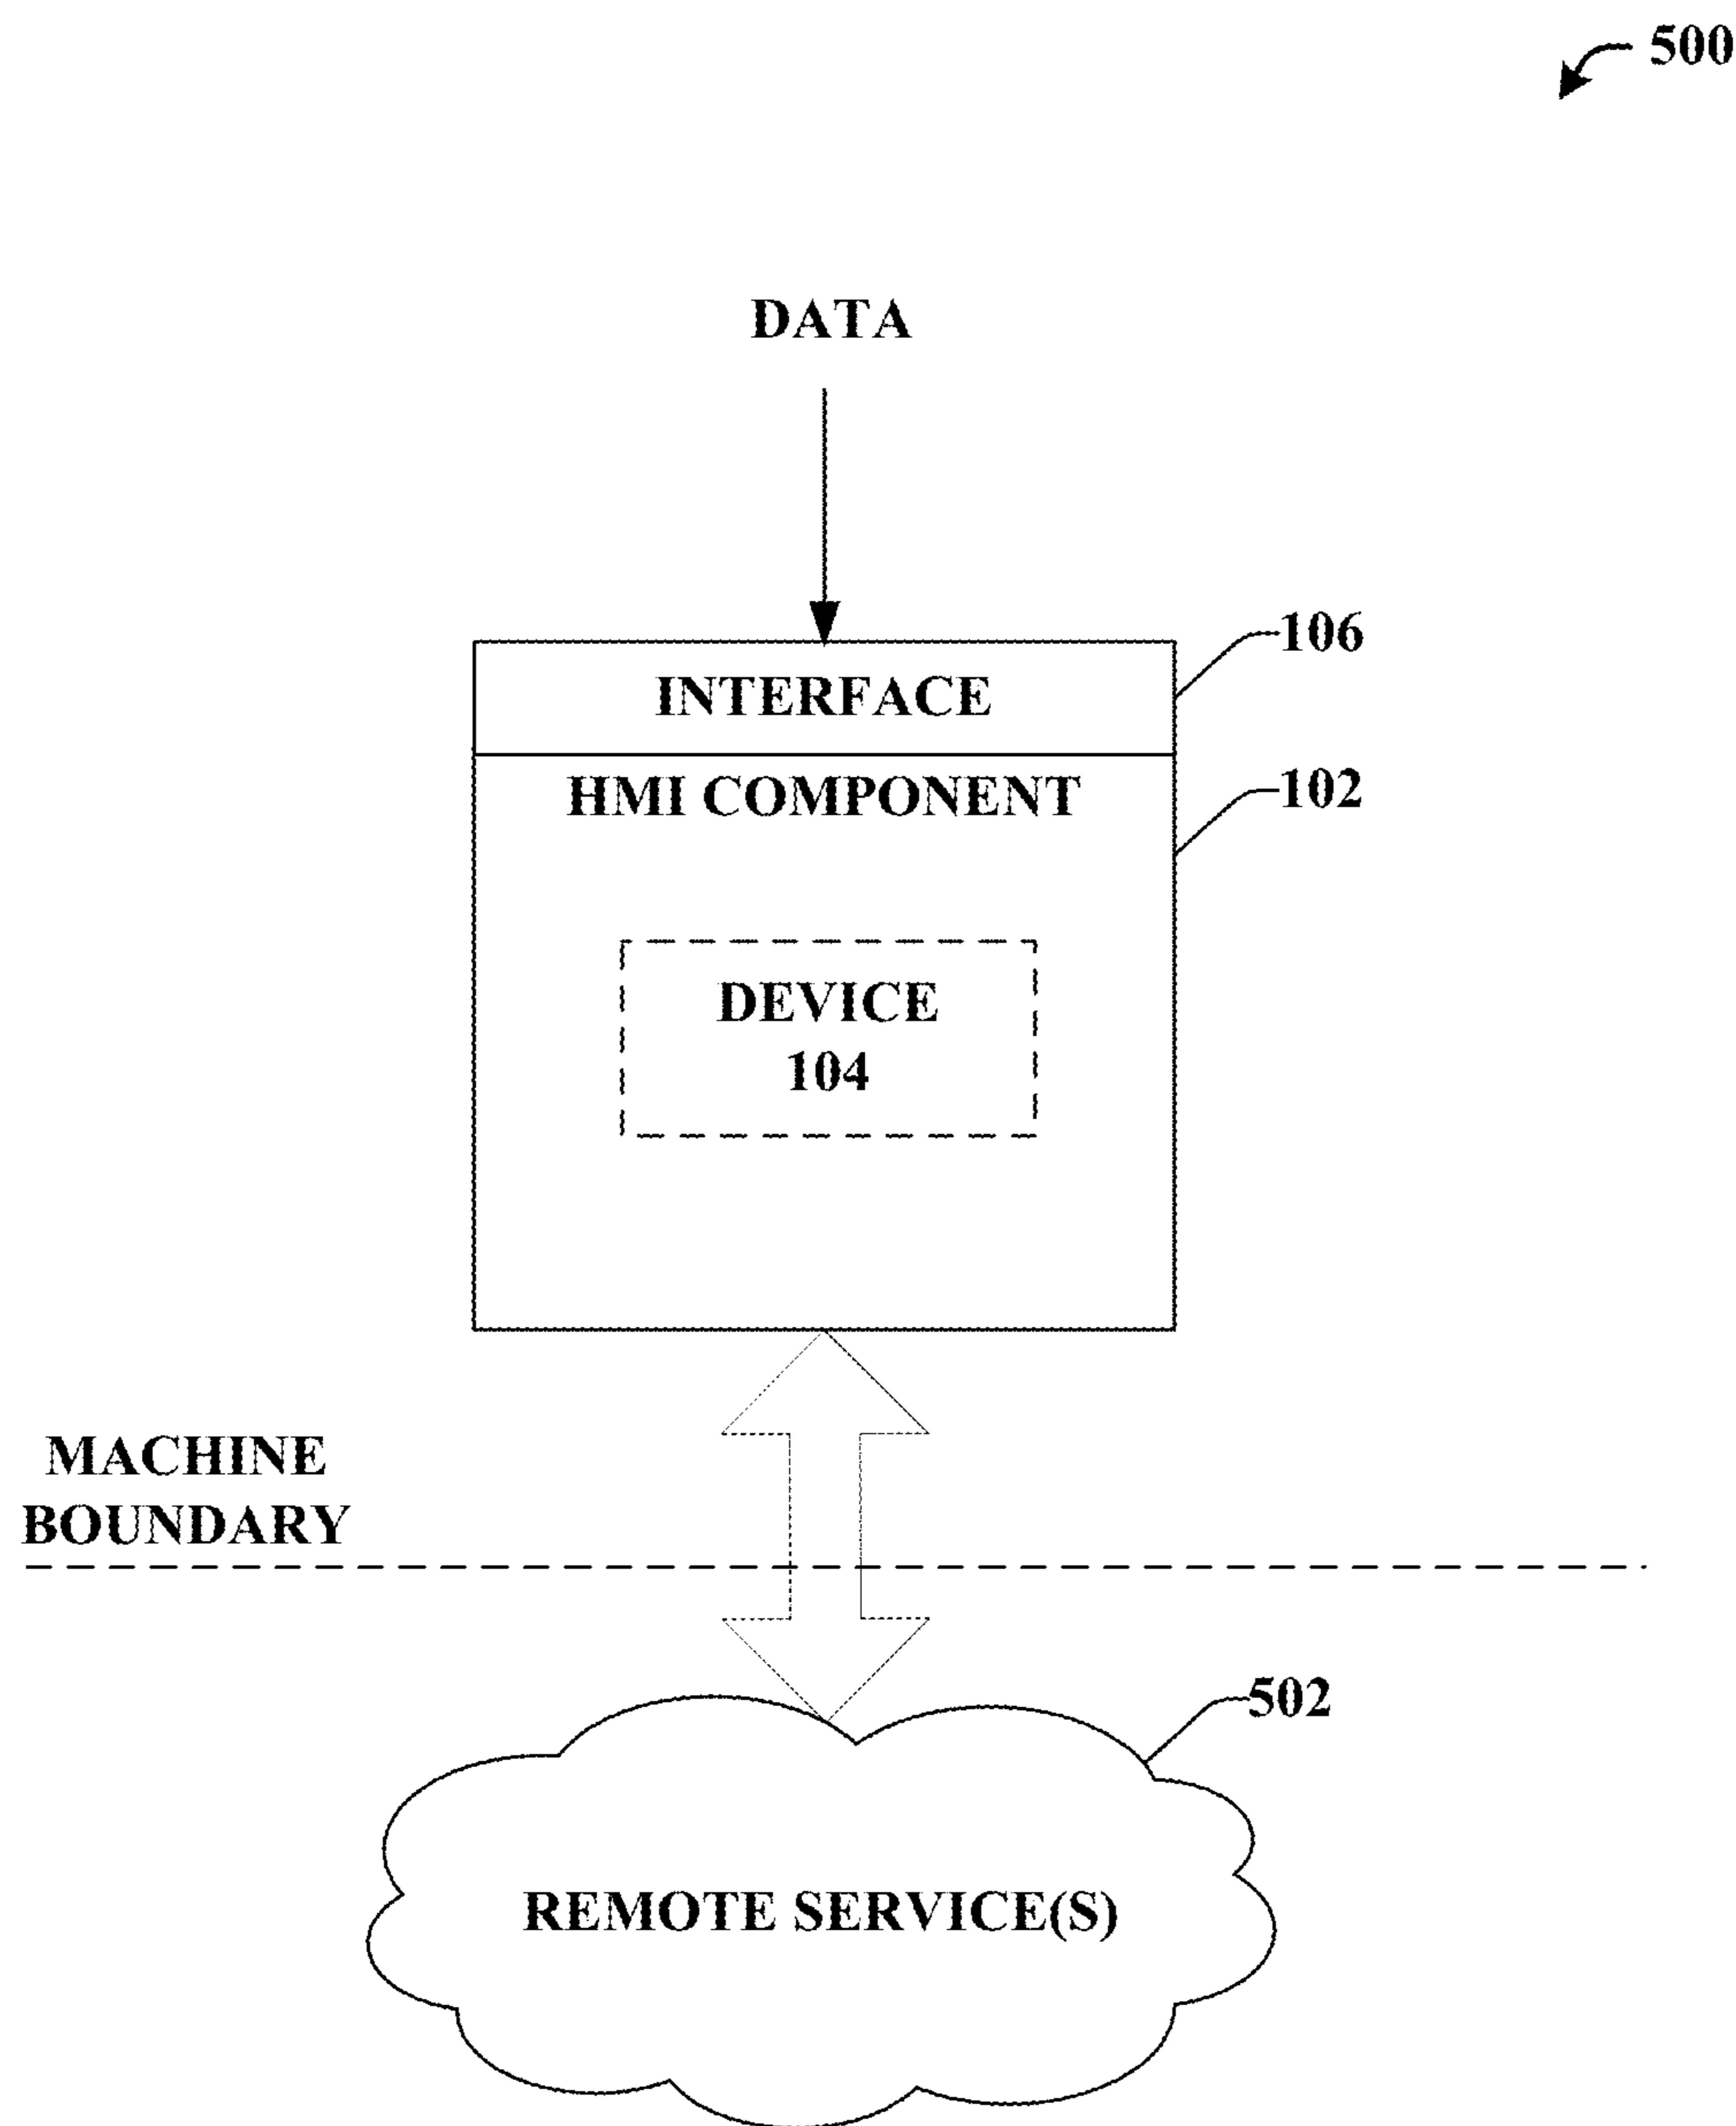 500
DATA
INTERFACE
106
HMI COMPONENT
102
DEVICE
104
MACHINE
BOUNDARY
502
REMOTE SERVICE(S)